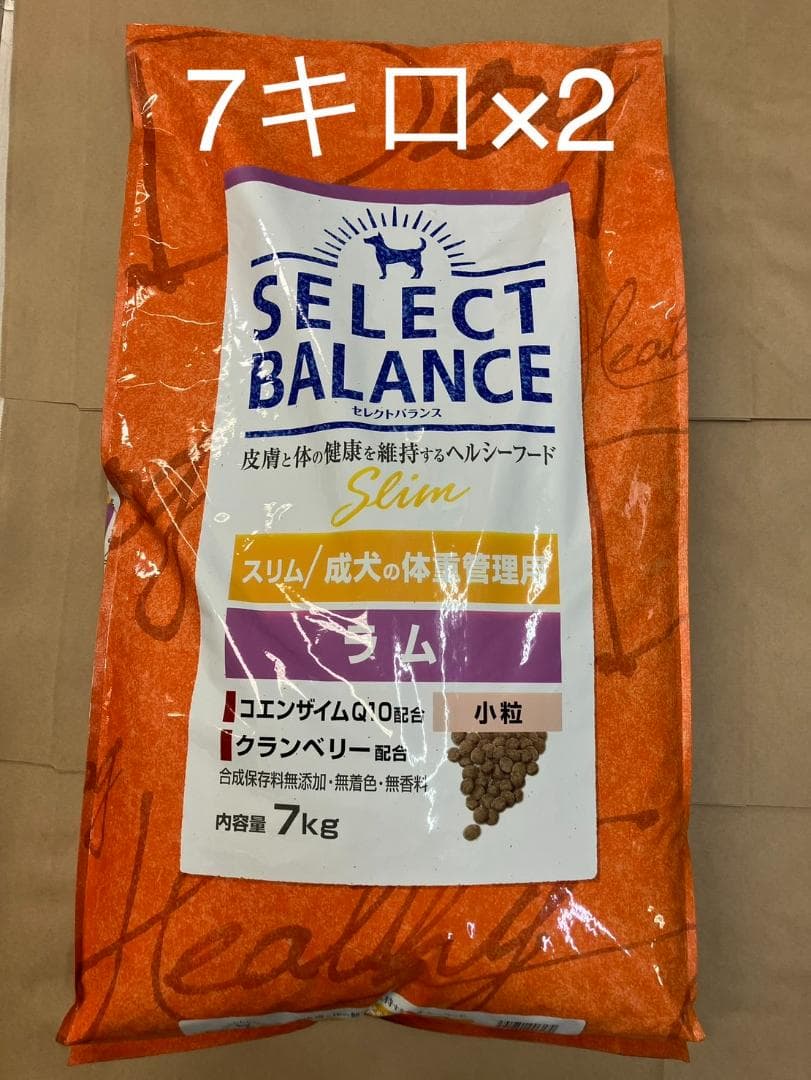 7キロ×2
SELECT
BALANCE
セレクトバランス
皮膚と体の健康を維持するヘルシーフード
Slim
スリム/成犬の体重管理用
ラム
コエンザイムQ10配合
小粒
クランベリー配合
合成保存料無添加・無着色・無香料
内容量 7kg
Healthy